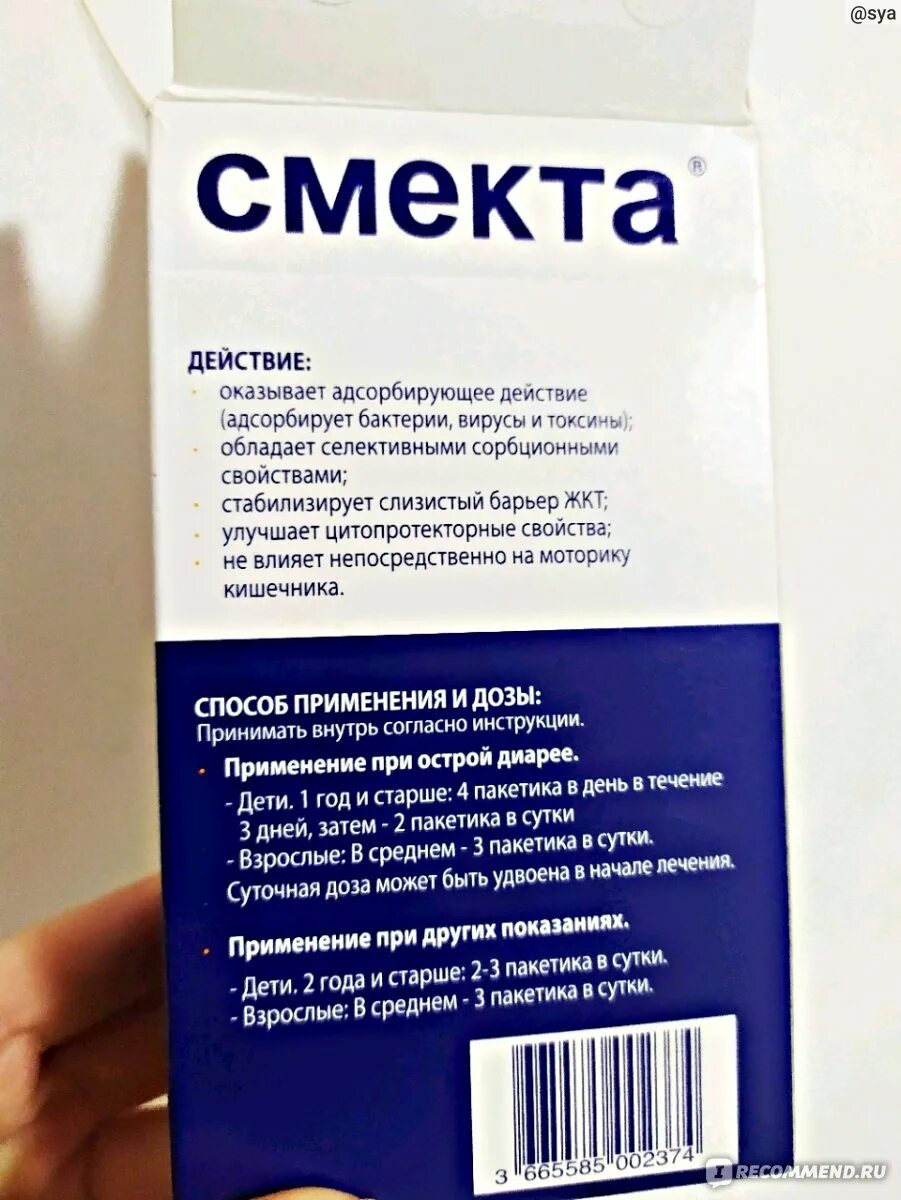 @sya
смекта®
ДЕЙСТВИЕ:
· оказывает адсорбирующее действие
(адсорбирует бактерии, вирусы и токсины);
· обладает селективными сорбционными
свойствами;
· стабилизирует слизистый барьер ЖКТ;
· улучшает цитопротекторные свойства;
· не влияет непосредственно на моторику
кишечника.
СПОСОБ ПРИМЕНЕНИЯ И ДОЗЫ:
Принимать внутрь согласно инструкции.
· Применение при острой диарее.
- Дети. 1 год и старше: 4 пакетика в день в течение
3 дней, затем - 2 пакетика в сутки
- Взрослые: В среднем - 3 пакетика в сутки.
Суточная доза может быть удвоена в начале лечения.
· Применение при других показаниях.
- Дети. 2 года и старше: 2-3 пакетика в сутки.
- Взрослые: В среднем - 3 пакетика в сутки.
3 665585 002374
IRECOMMEND.RU